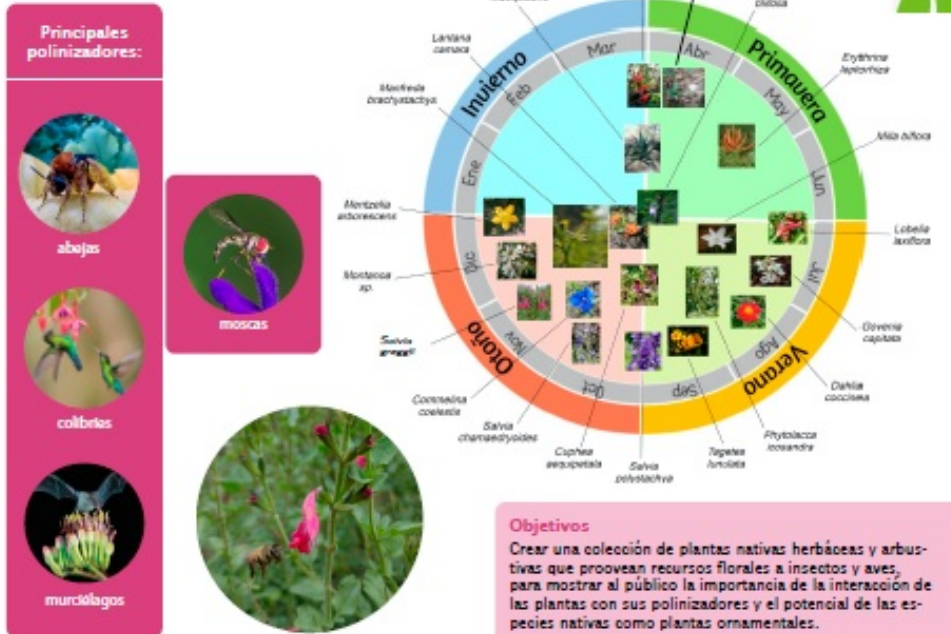 Principales
polinizadores:
abejas
colibríes
murciélagos
moscas
Invierno
Primavera
Verano
Otoño
Ene
Feb
Mar
Abr
May
Jun
Jul
Ago
Sep
Oct
Nov
Dic
Lantana
camara
Manfreda
brachystachya
Mentzelia
arborescens
Montanoa
sp.
Salvia
greggii
Commelina
coelestis
Salvia
chamaedryoides
Cuphea
aequipetala
Salvia
polystachya
Tagetes
lunulata
Phytolacca
icosandra
Dahlia
coccinea
Govenia
capitata
Lobelia
laxiflora
Milla biflora
Erythrina
leptorhiza
Objetivos
Crear una colección de plantas nativas herbáceas y arbus-
tivas que proovean recursos florales a insectos y aves,
para mostrar al público la importancia de la interacción de
las plantas con sus polinizadores y el potencial de las es-
pecies nativas como plantas ornamentales.